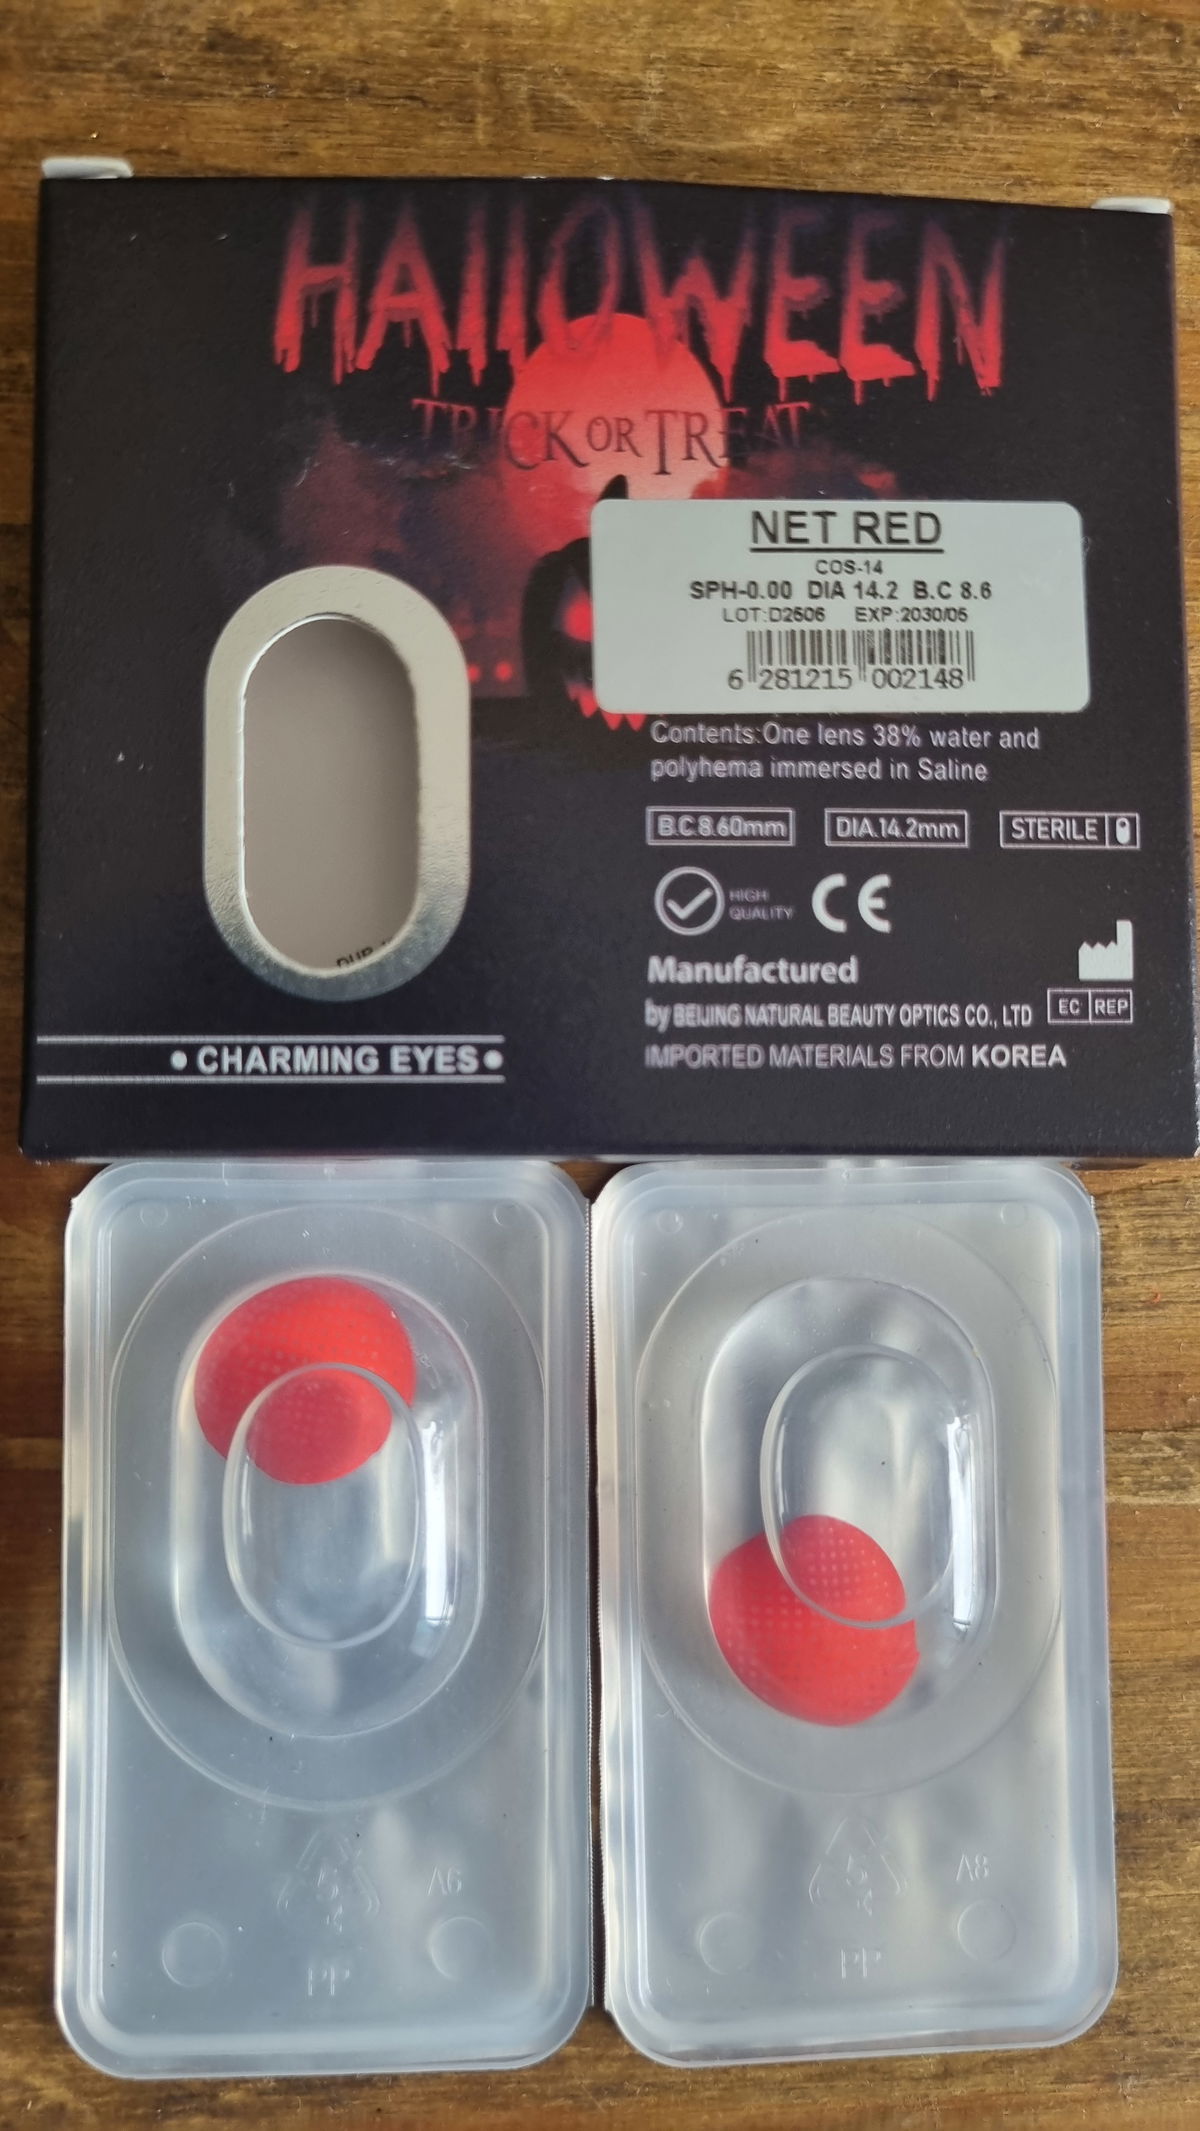 HAllOWEEN
TRICK OR TREAT
NET RED
COS-14
SPH-0.00 DIA 14.2 B.C 8.6
LOT:D2506 EXP:2030/05
6 281215 002148
Contents:One lens 38% water and
polyhema immersed in Saline
B.C.8.60mm DIA.14.2mm STERILE
HIGH
QUALITY
CE
Manufactured
by BEIJING NATURAL BEAUTY OPTICS CO., LTD
EC REP
IMPORTED MATERIALS FROM KOREA
• CHARMING EYES •
5
A6
PP
5
A8
PP